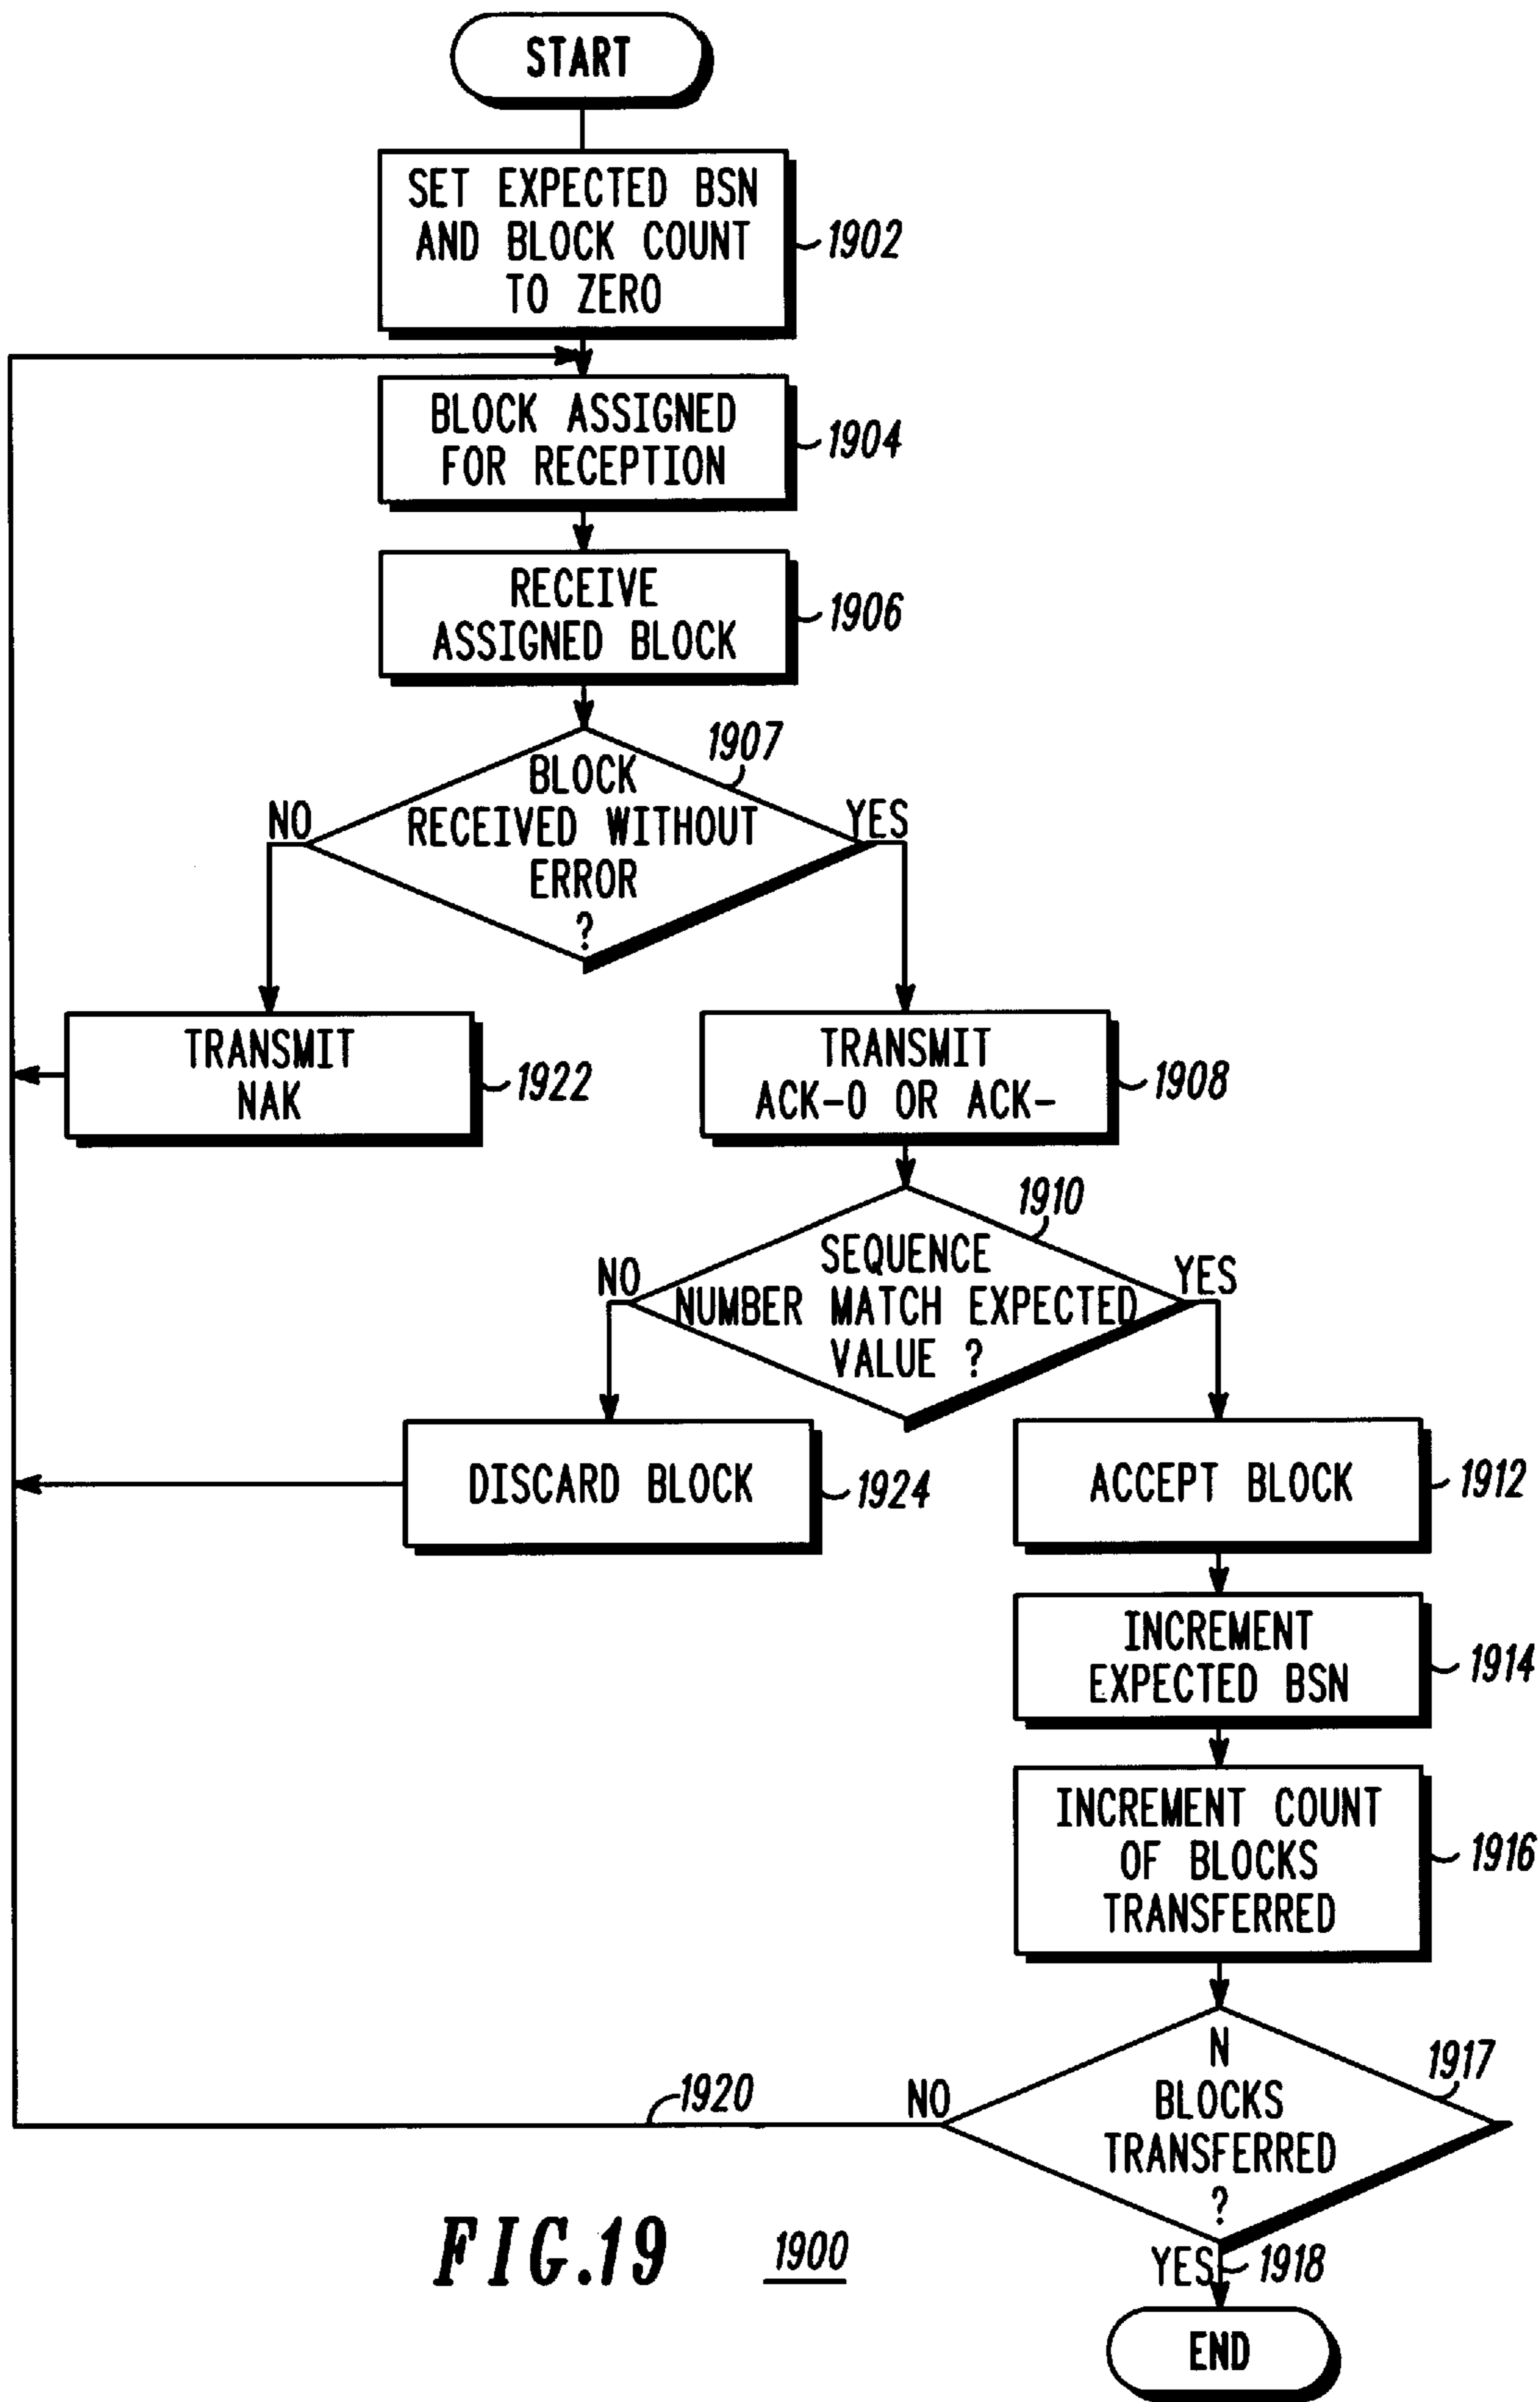 START
SET EXPECTED BSN
AND BLOCK COUNT
TO ZERO
1902
BLOCK ASSIGNED
FOR RECEPTION
1904
RECEIVE
ASSIGNED BLOCK
1906
1907
BLOCK
RECEIVED WITHOUT
ERROR
?
NO
YES
TRANSMIT
NAK
1922
TRANSMIT
ACK-0 OR ACK-
1908
1910
SEQUENCE
NUMBER MATCH EXPECTED
VALUE ?
NO
YES
DISCARD BLOCK
1924
ACCEPT BLOCK
1912
INCREMENT
EXPECTED BSN
1914
INCREMENT COUNT
OF BLOCKS
TRANSFERRED
1916
N
BLOCKS
TRANSFERRED
?
1917
NO
1920
YES
1918
END
FIG.19
1900